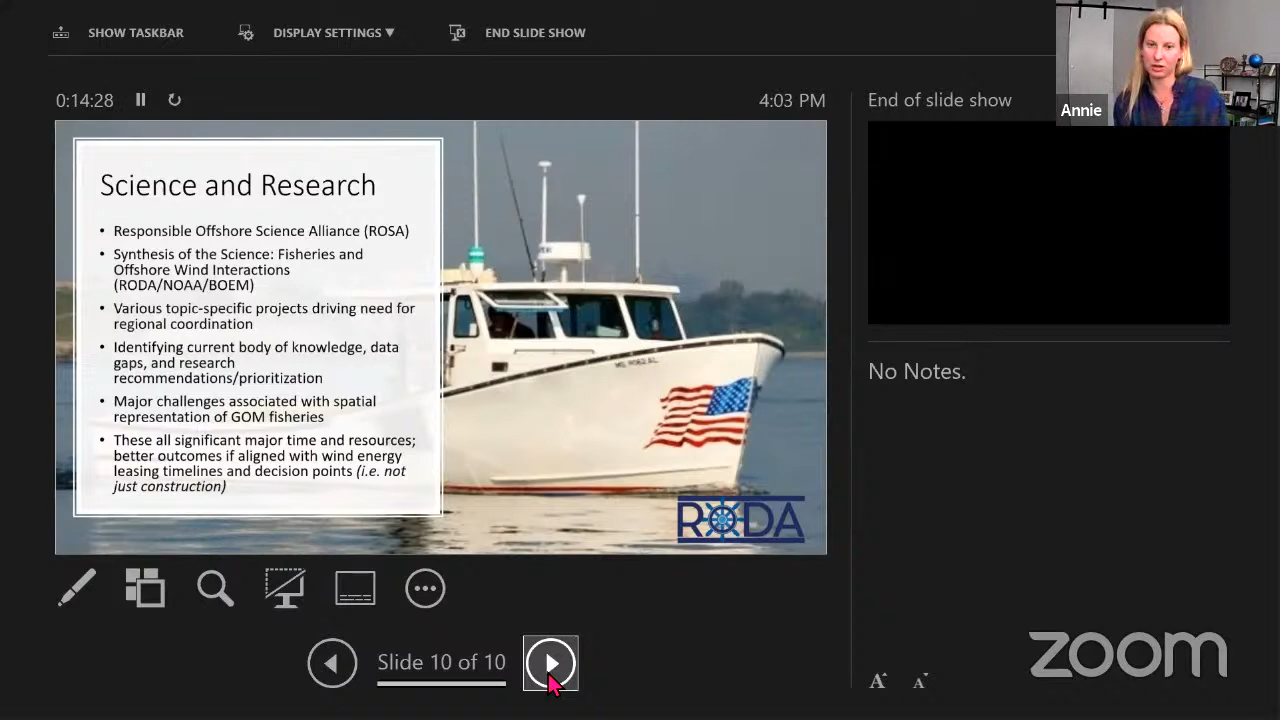 SHOW TASKBAR
DISPLAY SETTINGS ▼
END SLIDE SHOW
0:14:28
4:03 PM
End of slide show
Annie
Science and Research
• Responsible Offshore Science Alliance (ROSA)
• Synthesis of the Science: Fisheries and
Offshore Wind Interactions
(RODA/NOAA/BOEM)
• Various topic-specific projects driving need for
regional coordination
• Identifying current body of knowledge, data
gaps, and research
recommendations/prioritization
• Major challenges associated with spatial
representation of GOM fisheries
• These all significant major time and resources;
better outcomes if aligned with wind energy
leasing timelines and decision points (i.e. not
just construction)
RODA
No Notes.
Slide 10 of 10
A A
zoom